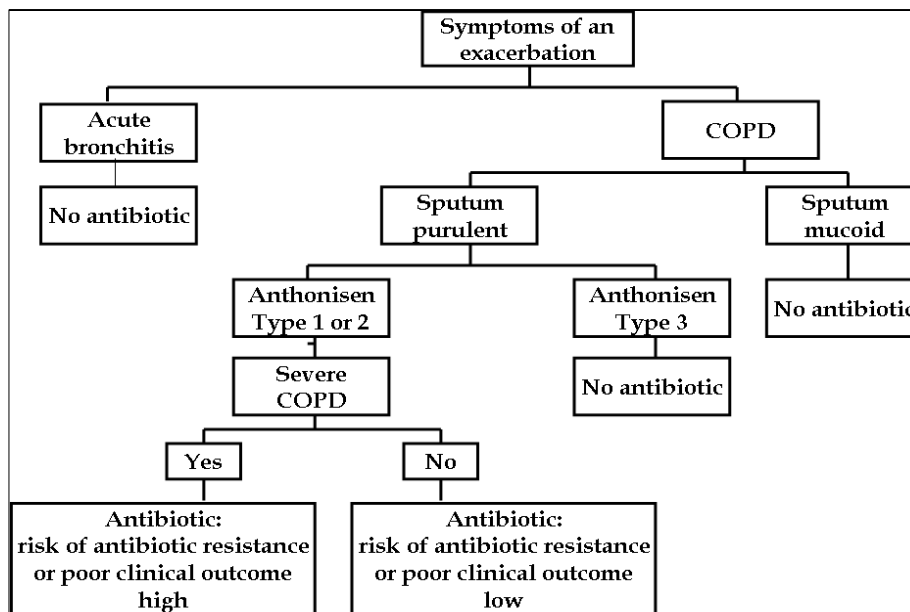 Symptoms of an
exacerbation
Acute
bronchitis
COPD
No antibiotic
Sputum
purulent
Sputum
mucoid
Anthonisen
Type 1 or 2
Anthonisen
Type 3
No antibiotic
Severe
COPD
No antibiotic
Yes
No
Antibiotic:
risk of antibiotic resistance
or poor clinical outcome
high
Antibiotic:
risk of antibiotic resistance
or poor clinical outcome
low